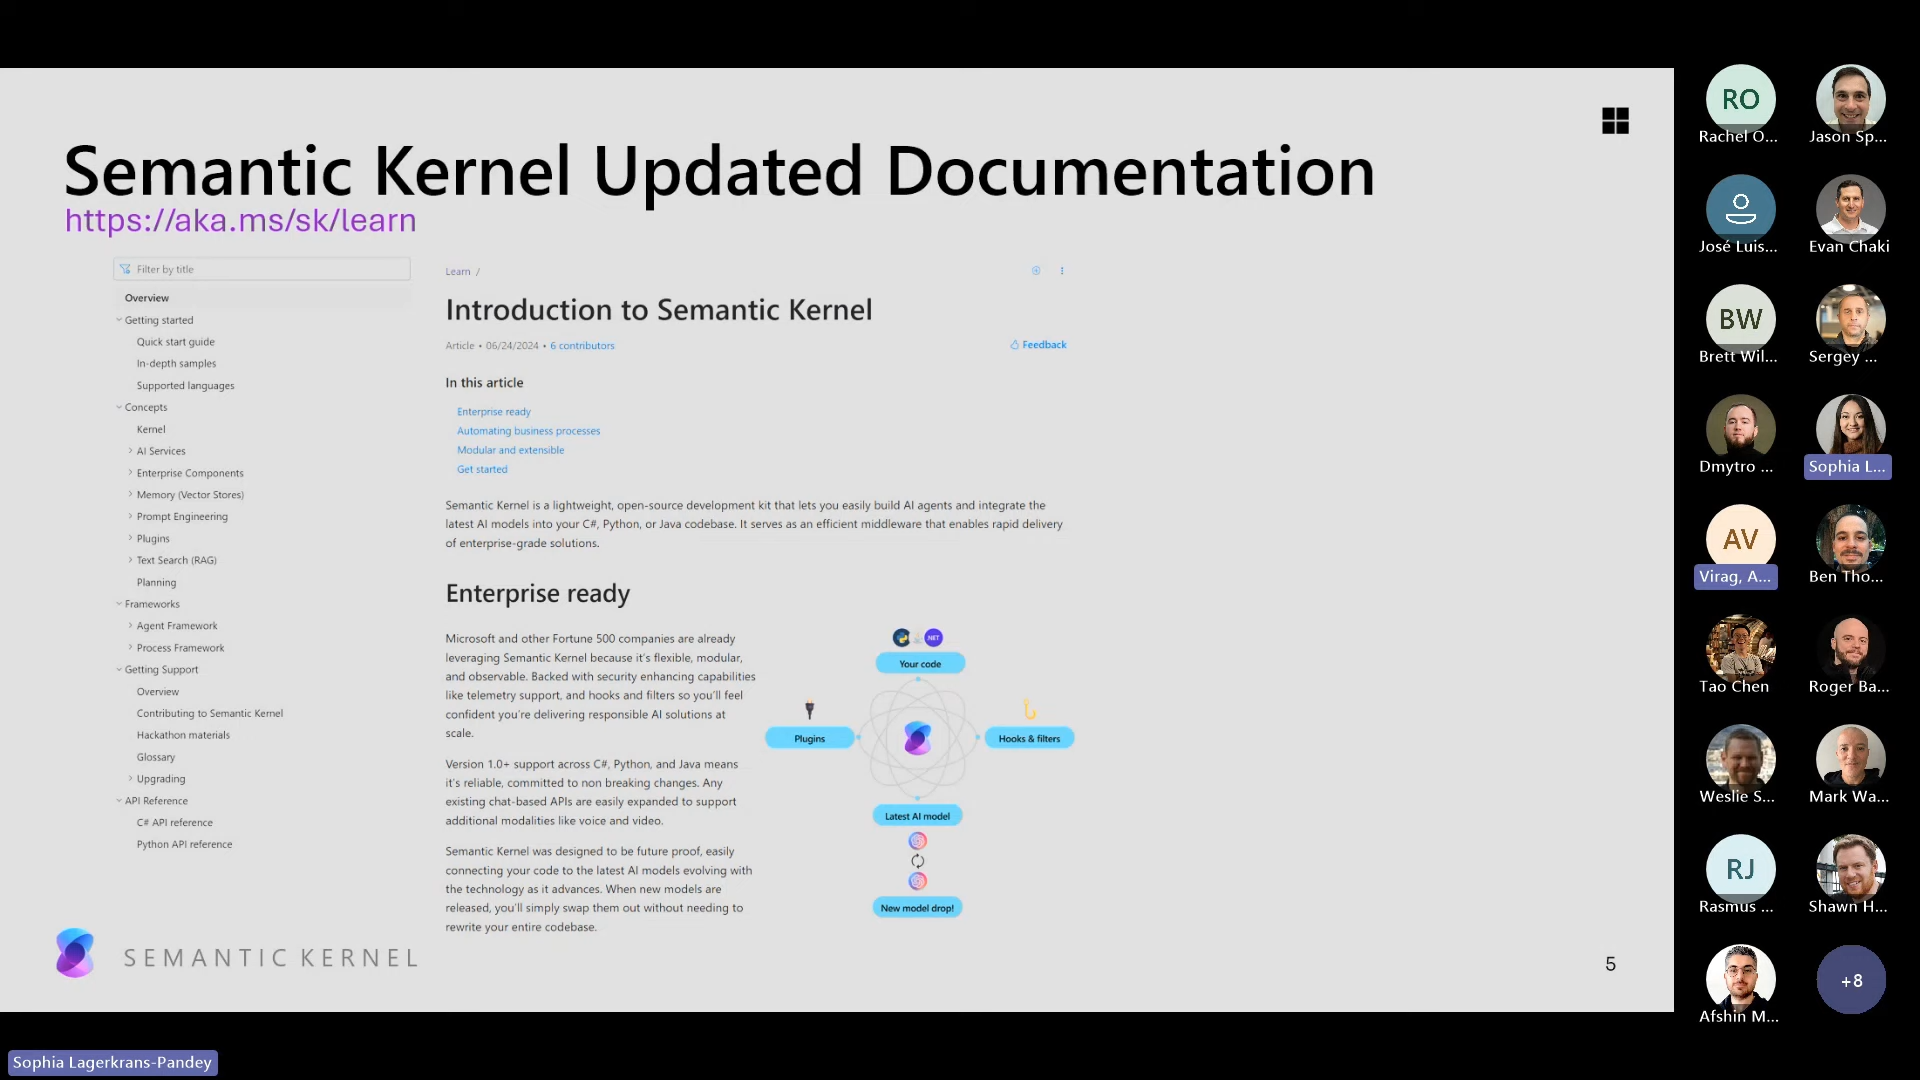 Semantic Kernel Updated Documentation
https://aka.ms/sk/learn
Filter by title
Overview
Getting started
Quick start guide
In-depth samples
Supported languages
Concepts
Kernel
AI Services
Enterprise Components
Memory (Vector Stores)
Prompt Engineering
Plugins
Text Search (RAG)
Planning
Frameworks
Agent Framework
Process Framework
Getting Support
Overview
Contributing to Semantic Kernel
Hackathon materials
Glossary
Upgrading
API Reference
C# API reference
Python API reference
Learn /
Introduction to Semantic Kernel
Article • 06/24/2024 • 6 contributors
Feedback
In this article
Enterprise ready
Automating business processes
Modular and extensible
Get started
Semantic Kernel is a lightweight, open-source development kit that lets you easily build AI agents and integrate the
latest AI models into your C#, Python, or Java codebase. It serves as an efficient middleware that enables rapid delivery
of enterprise-grade solutions.
Enterprise ready
Microsoft and other Fortune 500 companies are already
leveraging Semantic Kernel because it's flexible, modular,
and observable. Backed with security enhancing capabilities
like telemetry support, and hooks and filters so you'll feel
confident you're delivering responsible AI solutions at
scale.
Version 1.0+ support across C#, Python, and Java means
it's reliable, committed to non breaking changes. Any
existing chat-based APIs are easily expanded to support
additional modalities like voice and video.
Semantic Kernel was designed to be future proof, easily
connecting your code to the latest AI models evolving with
the technology as it advances. When new models are
released, you'll simply swap them out without needing to
rewrite your entire codebase.
NET
Your code
Plugins
Hooks & filters
Latest AI model
New model drop!
SEMANTIC KERNEL
5
RO
Rachel O...
Jason Sp...
José Luis...
Evan Chaki
BW
Brett Wil...
Sergey ...
Dmytro ...
Sophia L...
AV
Virag, A...
Ben Tho...
Tao Chen
Roger Ba...
Weslie S...
Mark Wa...
RJ
Rasmus ...
Shawn H...
Afshin M...
+8
Sophia Lagerkrans-Pandey